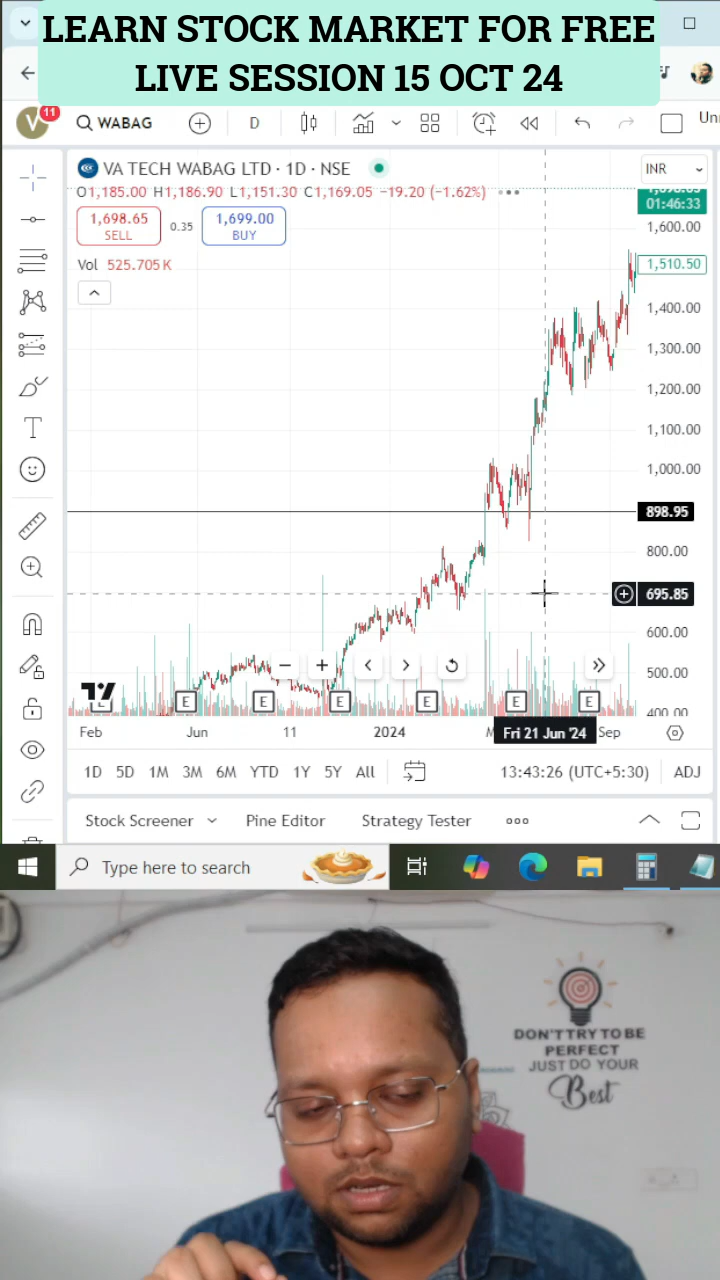 LEARN STOCK MARKET FOR FREE
LIVE SESSION 15 OCT 24
V 11 WABAG D Un
VA TECH WABAG LTD · 1D · NSE INR
O1,185.00 H1,186.90 L1,151.30 C1,169.05 −19.20 (−1.62%)
01:46:33
1,698.65 0.35 1,699.00
SELL BUY
1,600.00
Vol 525.705 K 1,510.50
1,400.00
1,300.00
1,200.00
1,100.00
1,000.00
898.95
800.00
695.85
600.00
500.00
E E E E E E
400.00
Feb Jun 11 2024 Fri 21 Jun '24 Sep
1D 5D 1M 3M 6M YTD 1Y 5Y All 13:43:26 (UTC+5:30) ADJ
Stock Screener Pine Editor Strategy Tester
Type here to search
DON'T TRY TO BE
PERFECT
JUST DO YOUR
Best